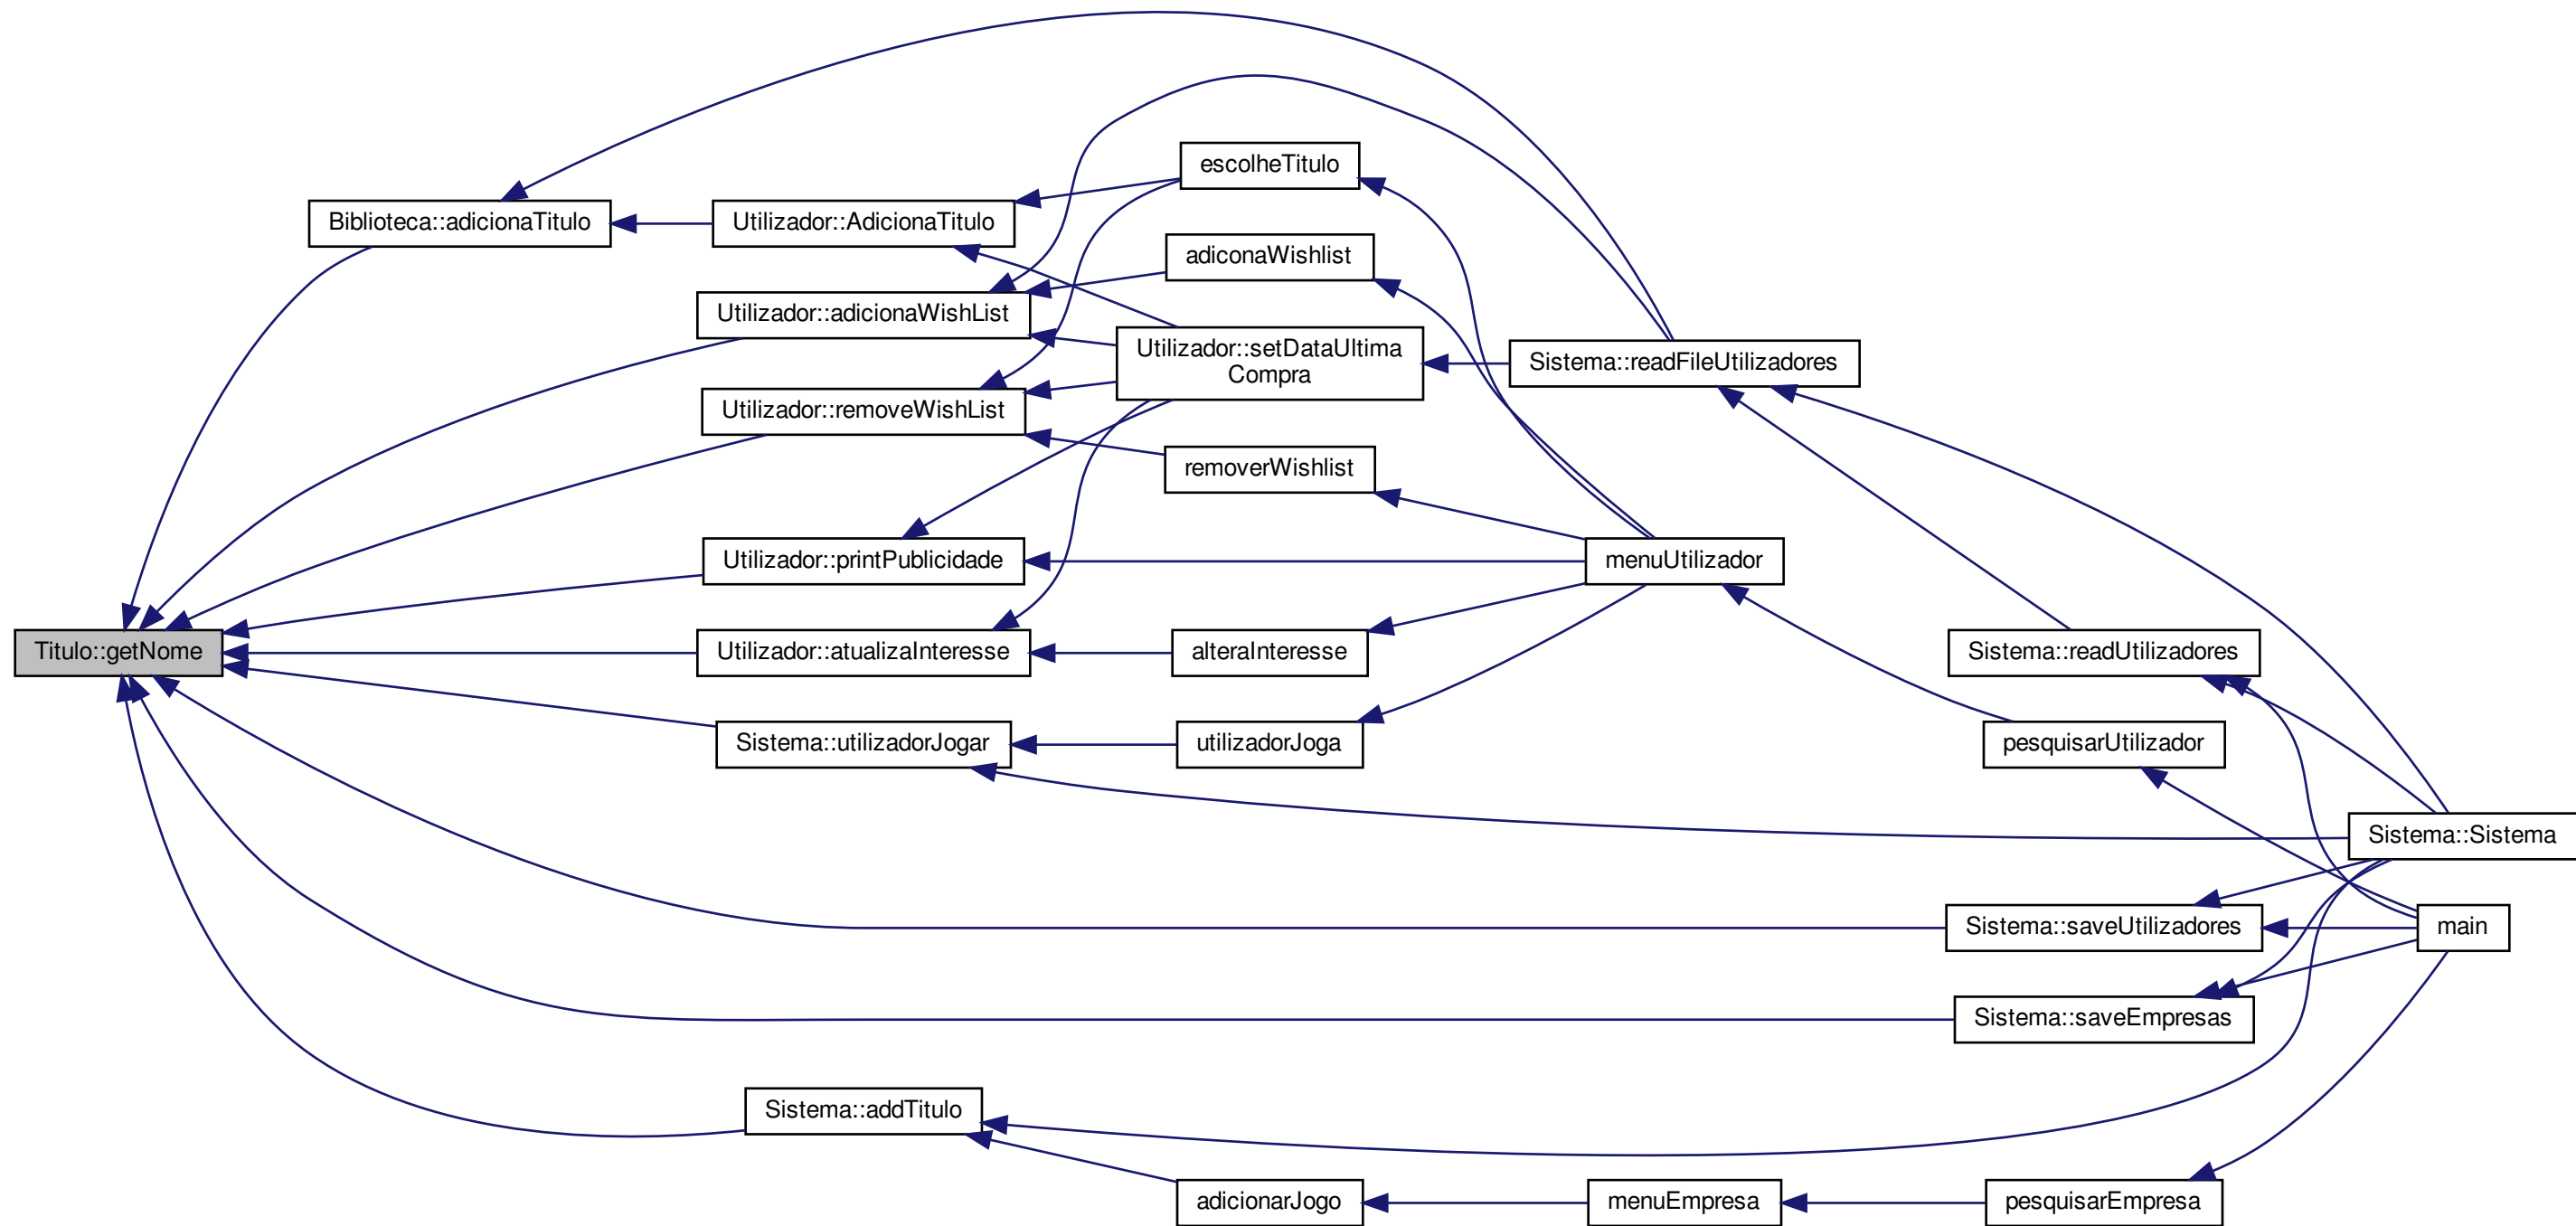 escolheTitulo
Biblioteca::adicionaTitulo
Utilizador::AdicionaTitulo
adiconaWishlist
Utilizador::adicionaWishList
Utilizador::setDataUltima
Compra
Sistema::readFileUtilizadores
Utilizador::removeWishList
removerWishlist
Utilizador::printPublicidade
menuUtilizador
Titulo::getNome
Utilizador::atualizaInteresse
alteraInteresse
Sistema::readUtilizadores
Sistema::utilizadorJogar
utilizadorJoga
pesquisarUtilizador
Sistema::Sistema
Sistema::saveUtilizadores
main
Sistema::saveEmpresas
Sistema::addTitulo
adicionarJogo
menuEmpresa
pesquisarEmpresa